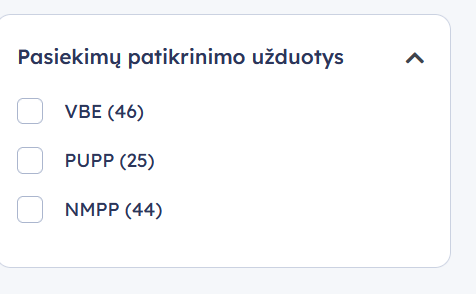 Pasiekimų patikrinimo užduotys
VBE (46)
PUPP (25)
NMPP (44)